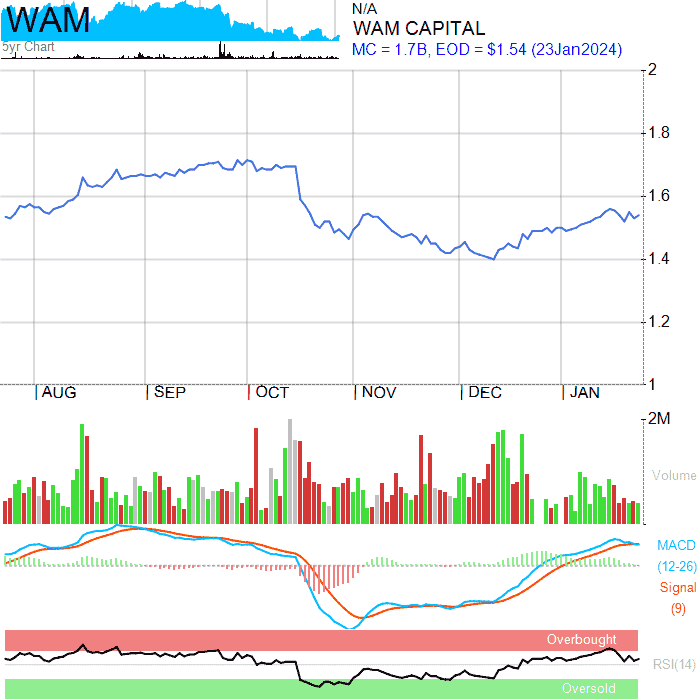 WAM
5yr Chart
N/A
WAM CAPITAL
MC = 1.7B, EOD = $1.54 (23Jan2024)
2
1.8
1.6
1.4
1.2
1
AUG SEP OCT NOV DEC JAN
2M
Volume
MACD
(12-26)
Signal
(9)
Overbought
RSI(14)
Oversold